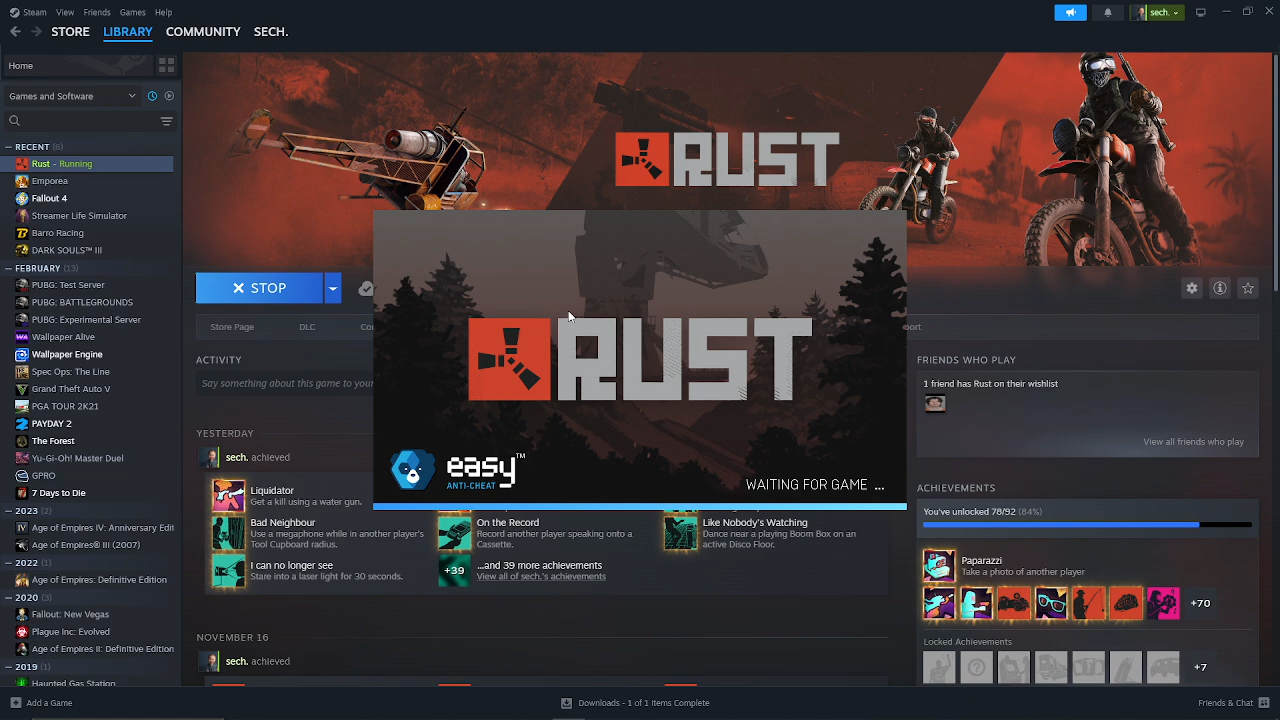 Steam View Friends Games Help
sech.
STORE LIBRARY COMMUNITY SECH.
Home
Games and Software
RECENT (6)
Rust - Running
Emporea
Fallout 4
Streamer Life Simulator
Barro Racing
DARK SOULS™ III
FEBRUARY (13)
PUBG: Test Server
PUBG: BATTLEGROUNDS
PUBG: Experimental Server
Wallpaper Alive
Wallpaper Engine
Spec Ops: The Line
Grand Theft Auto V
PGA TOUR 2K21
PAYDAY 2
The Forest
Yu-Gi-Oh! Master Duel
GPRO
7 Days to Die
2023 (2)
Age of Empires IV: Anniversary Edit
Age of Empires® III (2007)
2022 (1)
Age of Empires: Definitive Edition
2020 (3)
Fallout: New Vegas
Plague Inc: Evolved
Age of Empires II: Definitive Edition
2019 (1)
Haunted Gas Station
RUST
STOP
Store Page DLC Co
ort
ACTIVITY
Say something about this game to your
YESTERDAY
sech. achieved
Liquidator
Get a kill using a water gun.
Bad Neighbour
Use a megaphone while in another player's
Tool Cupboard radius.
On the Record
Record another player speaking onto a
Cassette.
Like Nobody's Watching
Dance near a playing Boom Box on an
active Disco Floor.
I can no longer see
Stare into a laser light for 30 seconds.
+39
...and 39 more achievements
View all of sech.'s achievements
NOVEMBER 16
sech. achieved
RUST
easy™
ANTI-CHEAT
WAITING FOR GAME ...
FRIENDS WHO PLAY
1 friend has Rust on their wishlist
View all friends who play
ACHIEVEMENTS
You've unlocked 78/92 (84%)
Paparazzi
Take a photo of another player
+70
Locked Achievements
+7
Add a Game
Downloads - 1 of 1 Items Complete
Friends & Chat